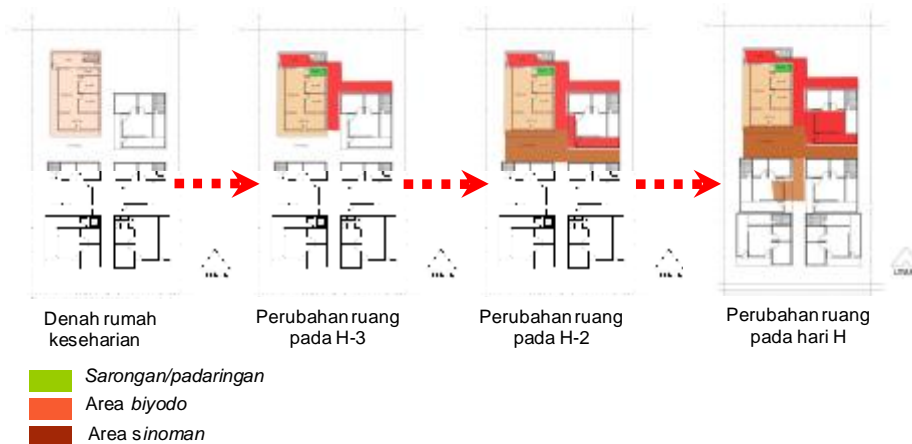 Denah rumah
keseharian
Perubahan ruang
pada H-3
Perubahan ruang
pada H-2
Perubahan ruang
pada hari H
Sarongan/padaringan
Area biyodo
Area sinoman